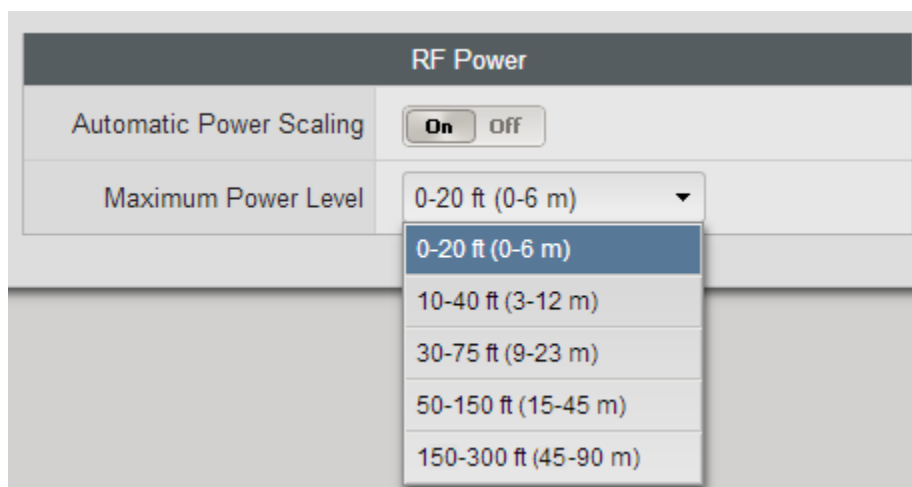 RF Power
Automatic Power Scaling On Off
Maximum Power Level 0-20 ft (0-6 m)
0-20 ft (0-6 m)
10-40 ft (3-12 m)
30-75 ft (9-23 m)
50-150 ft (15-45 m)
150-300 ft (45-90 m)